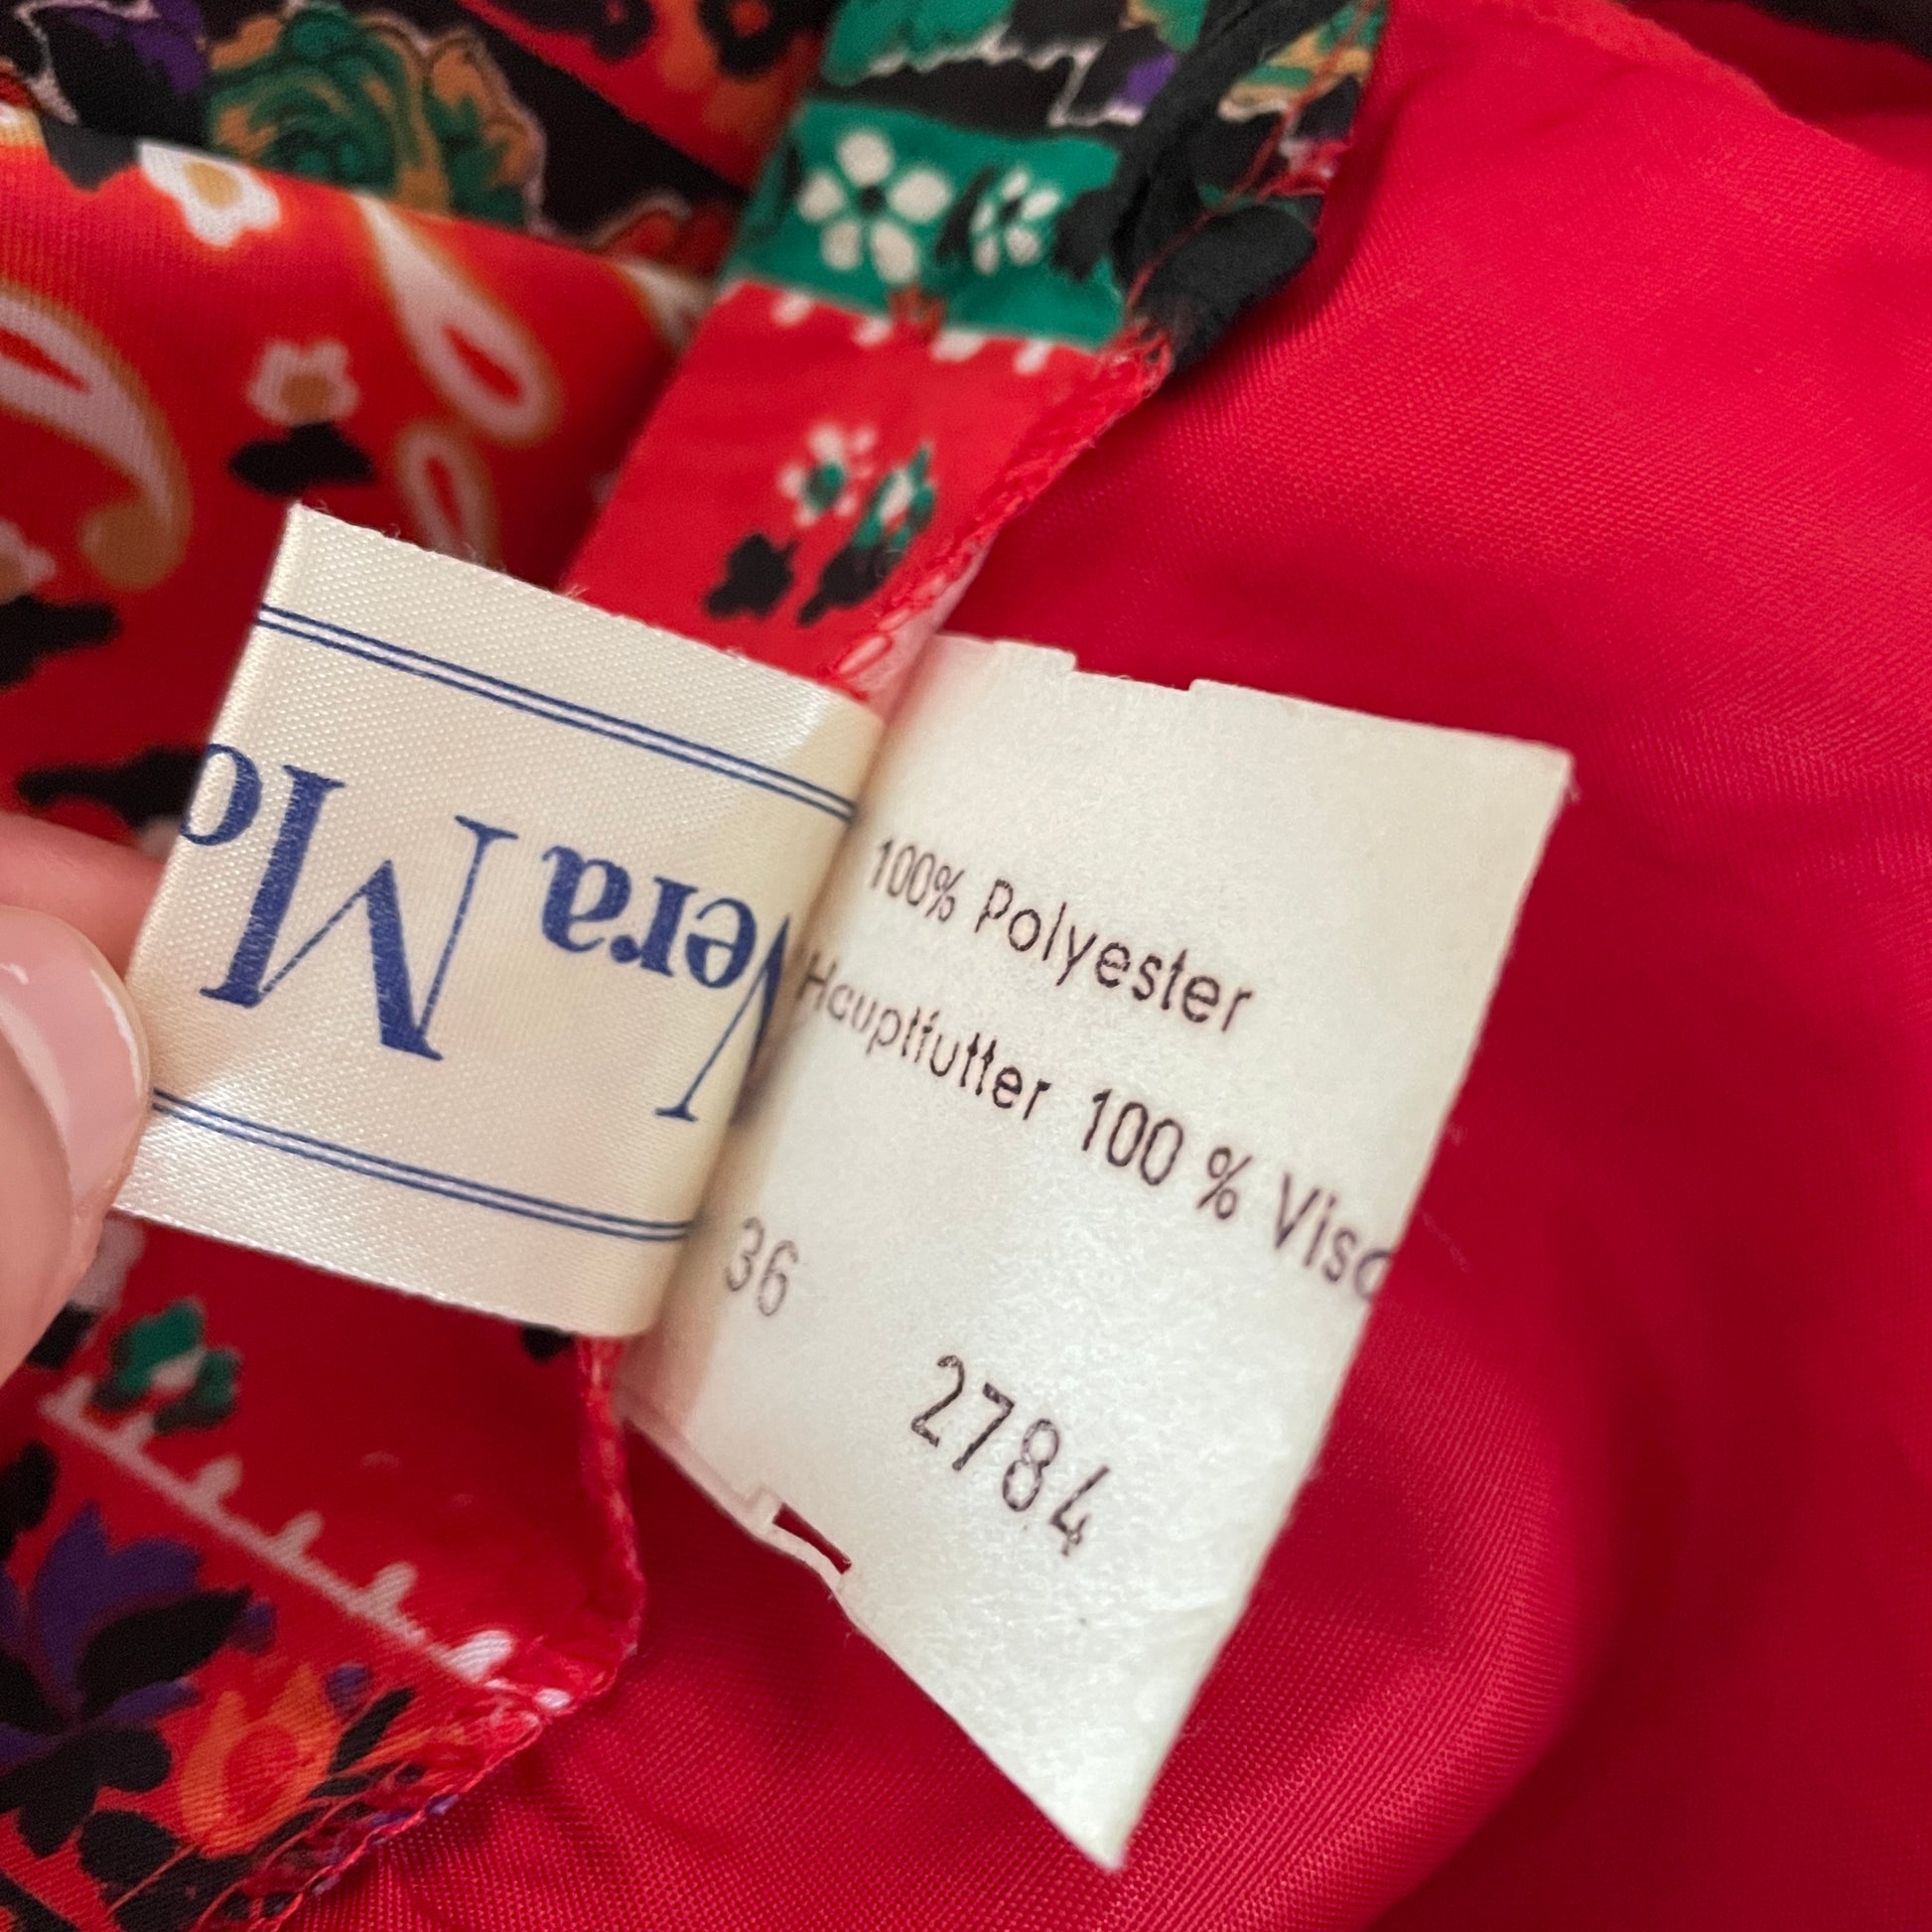 Vera Mo
100% Polyester
Hauptfutter 100 % Visc
36
2784